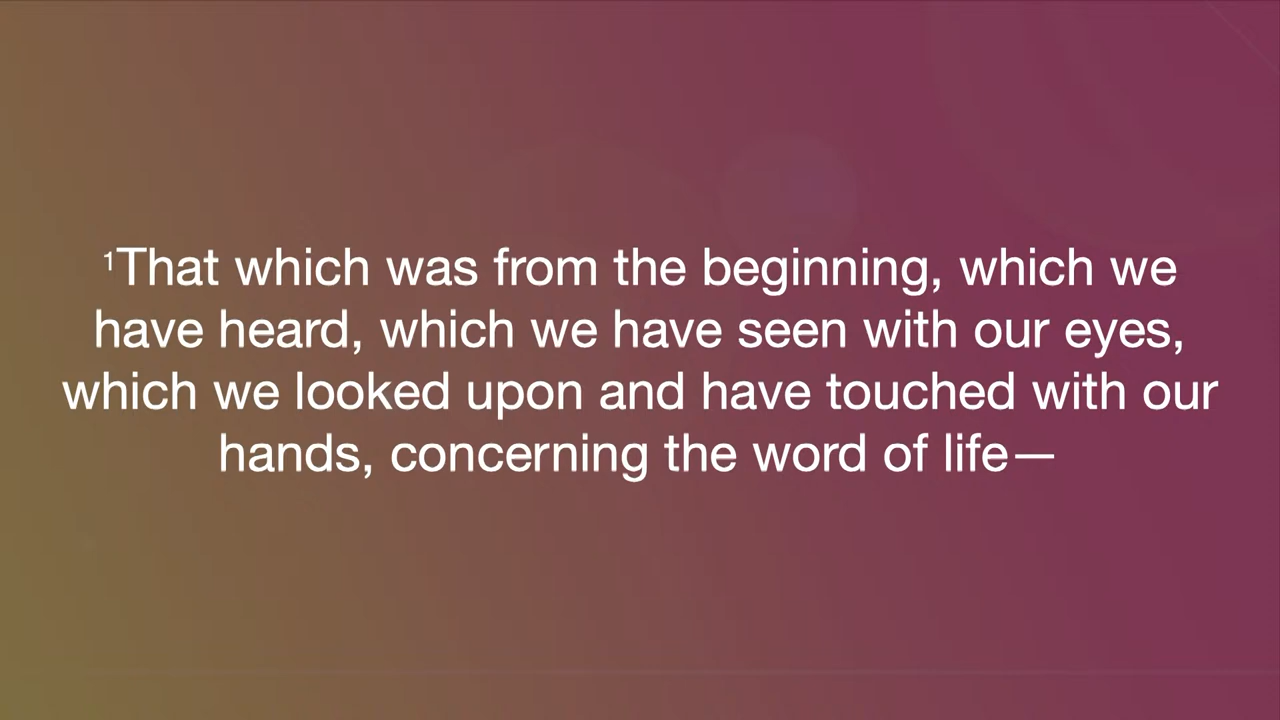 ¹That which was from the beginning, which we
have heard, which we have seen with our eyes,
which we looked upon and have touched with our
hands, concerning the word of life—